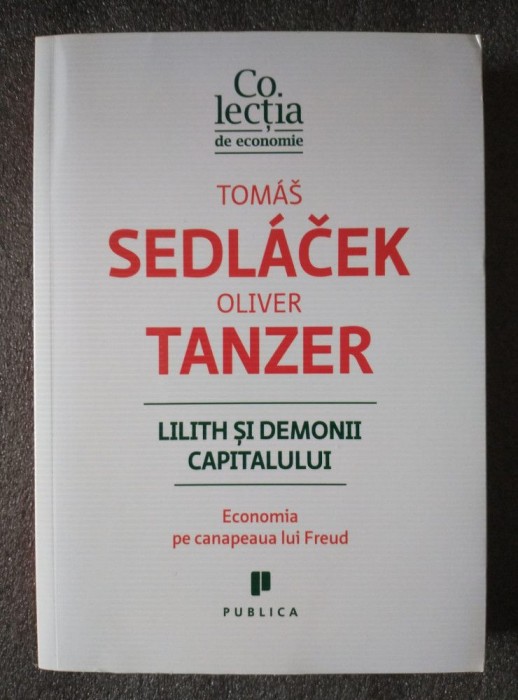 Co.
lecția
de economie
TOMÁŠ
SEDLÁČEK
OLIVER
TANZER
LILITH ȘI DEMONII
CAPITALULUI
Economia
pe canapeaua lui Freud
PUBLICA